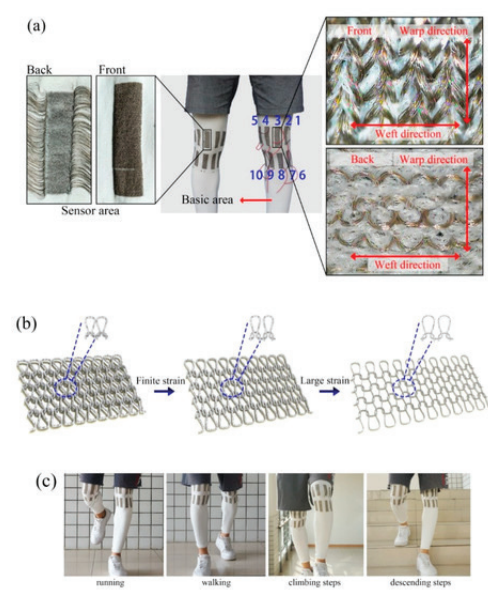 (a)
Back
Front
Sensor area
5 4 3 2 1
10 9 8 7 6
Basic area
Front
Warp direction
Weft direction
Back
Warp direction
Weft direction
(b)
Finite strain
Large strain
(c)
running
walking
climbing steps
descending steps